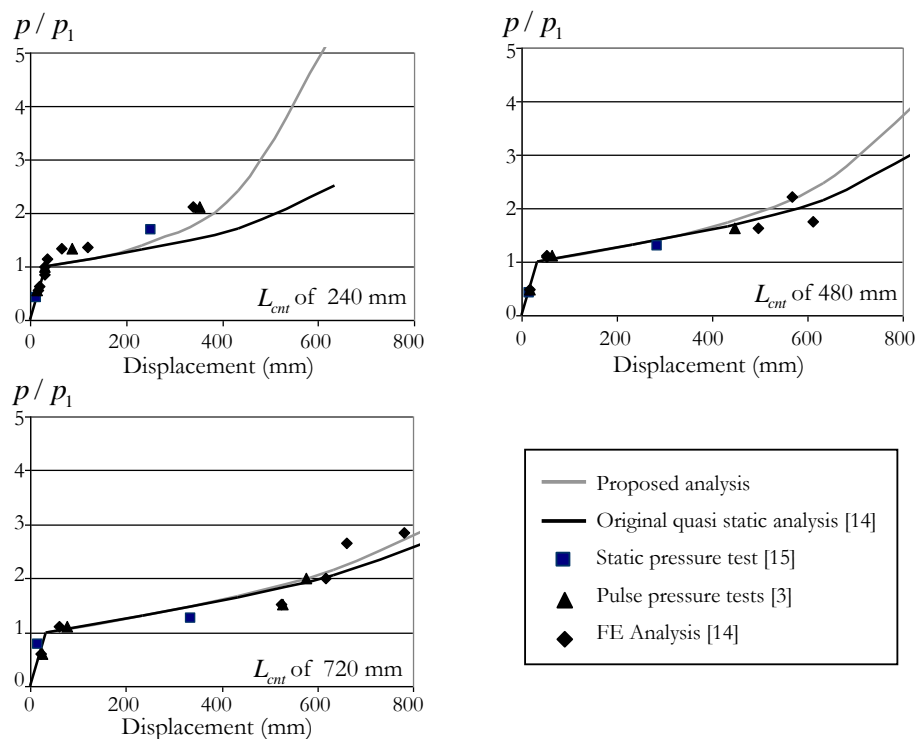 p / p1
5
4
3
2
1
0
L_cnt of 240 mm
0 200 400 600 800
Displacement (mm)
p / p1
5
4
3
2
1
0
L_cnt of 480 mm
0 200 400 600 800
Displacement (mm)
p / p1
5
4
3
2
1
0
L_cnt of 720 mm
0 200 400 600 800
Displacement (mm)
Proposed analysis
Original quasi static analysis [14]
Static pressure test [15]
Pulse pressure tests [3]
FE Analysis [14]